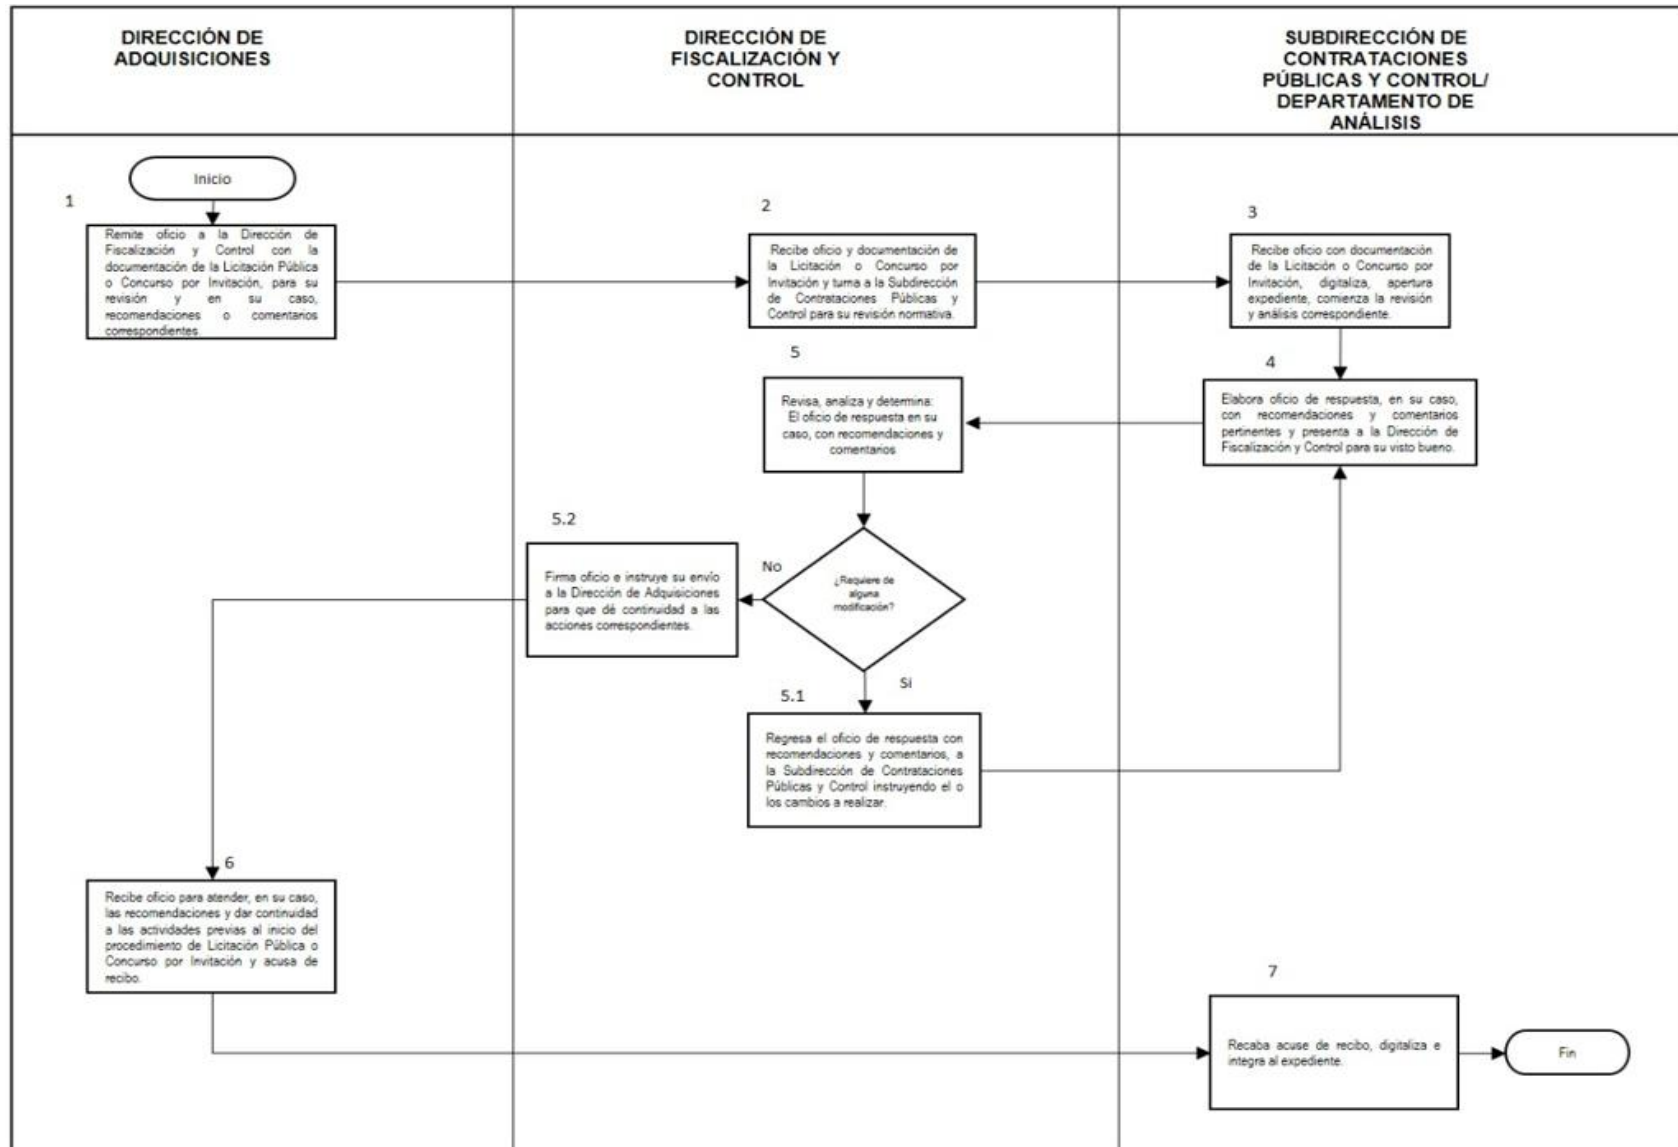 DIRECCIÓN DE
ADQUISICIONES
DIRECCIÓN DE
FISCALIZACIÓN Y
CONTROL
SUBDIRECCIÓN DE
CONTRATACIONES
PÚBLICAS Y CONTROL/
DEPARTAMENTO DE
ANÁLISIS
Inicio
1
Remite oficio a la Dirección de
Fiscalización y Control con la
documentación de la Licitación Pública
o Concurso por Invitación, para su
revisión y en su caso,
recomendaciones o comentarios
correspondientes.
2
Recibe oficio y documentación de
la Licitación o Concurso por
Invitación y turna a la Subdirección
de Contrataciones Públicas y
Control para su revisión normativa.
3
Recibe oficio con documentación
de la Licitación o Concurso por
Invitación, digitaliza, apertura
expediente, comienza la revisión
y análisis correspondiente.
4
Elabora oficio de respuesta, en su caso,
con recomendaciones y comentarios
pertinentes y presenta a la Dirección de
Fiscalización y Control para su visto bueno.
5
Revisa, analiza y determina:
El oficio de respuesta en su
caso, con recomendaciones y
comentarios
¿Requiere de
alguna
modificación?
No
5.2
Firma oficio e instruye su envío
a la Dirección de Adquisiciones
para que dé continuidad a las
acciones correspondientes.
Si
5.1
Regresa el oficio de respuesta con
recomendaciones y comentarios, a
la Subdirección de Contrataciones
Públicas y Control instruyendo el o
los cambios a realizar.
6
Recibe oficio para atender, en su caso,
las recomendaciones y dar continuidad
a las actividades previas al inicio del
procedimiento de Licitación Pública o
Concurso por Invitación y acusa de
recibo.
7
Recaba acuse de recibo, digitaliza e
integra al expediente.
Fin